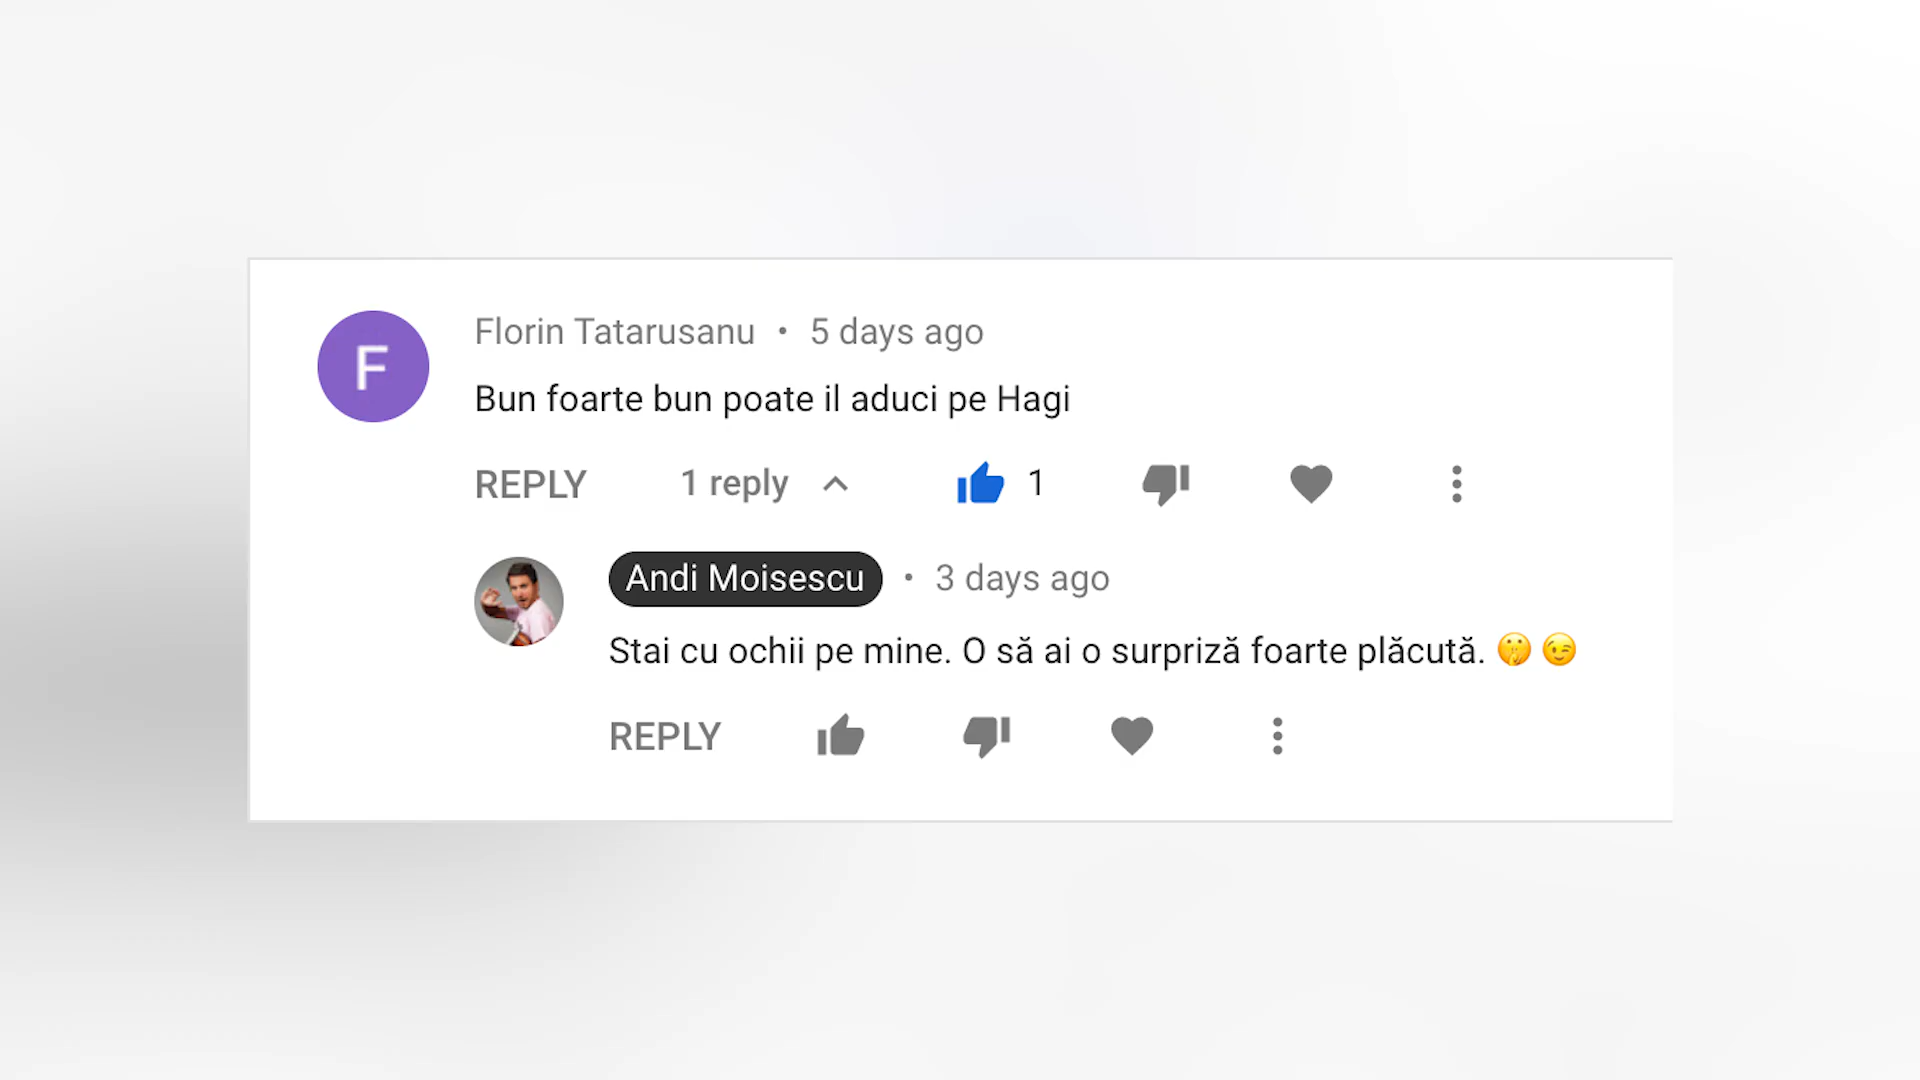 F
Florin Tatarusanu • 5 days ago
Bun foarte bun poate il aduci pe Hagi
REPLY 1 reply 1
Andi Moisescu • 3 days ago
Stai cu ochii pe mine. O să ai o surpriză foarte plăcută. 🤫 😉
REPLY